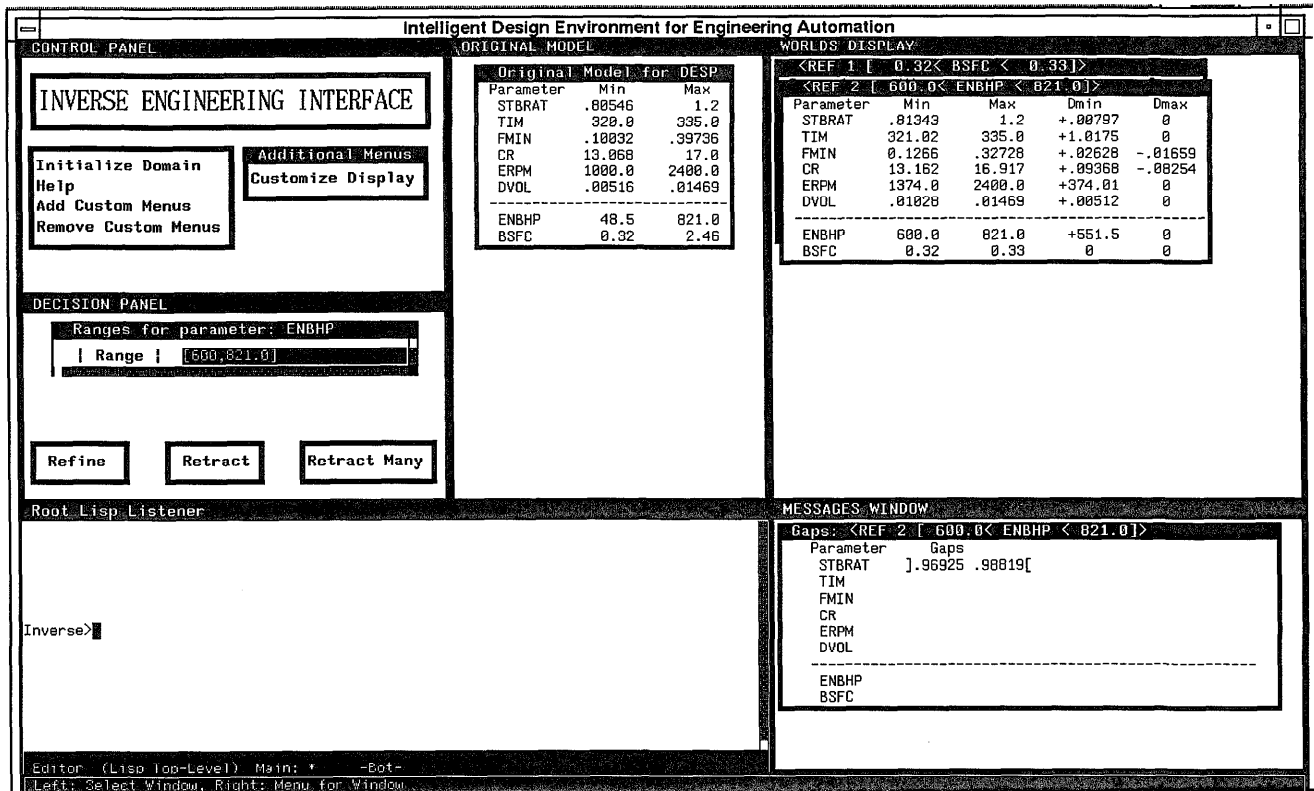 Intelligent Design Environment for Engineering Automation
CONTROL PANEL
INVERSE ENGINEERING INTERFACE
Initialize Domain
Help
Add Custom Menus
Remove Custom Menus
Additional Menus
Customize Display
DECISION PANEL
Ranges for parameter: ENBHP
| Range | [600,821.0]
Refine Retract Retract Many
ORIGINAL MODEL
Original Model for DESP
Parameter Min Max
STBRAT .80546 1.2
TIM 320.0 335.0
FMIN .10032 .39736
CR 13.068 17.0
ERPM 1000.0 2400.0
DVOL .00516 .01469
ENBHP 48.5 821.0
BSFC 0.32 2.46
WORLDS DISPLAY
<REF 1 [ 0.32< BSFC < 0.33]>
<REF 2 [ 600.0< ENBHP < 821.0]>
Parameter Min Max Dmin Dmax
STBRAT .81343 1.2 +.00797 0
TIM 321.02 335.0 +1.0175 0
FMIN 0.1266 .32728 +.02628 -.01659
CR 13.162 16.917 +.09368 -.08254
ERPM 1374.0 2400.0 +374.01 0
DVOL .01028 .01469 +.00512 0
ENBHP 600.0 821.0 +551.5 0
BSFC 0.32 0.33 0 0
Root Lisp Listener
Inverse>
Editor (Lisp Top-Level) Main: * -Bot-
Left: Select Window, Right: Menu for Window
MESSAGES WINDOW
Gaps: <REF 2 [ 600.0< ENBHP < 821.0]>
Parameter Gaps
STBRAT ].96925 .98819[
TIM
FMIN
CR
ERPM
DVOL
ENBHP
BSFC